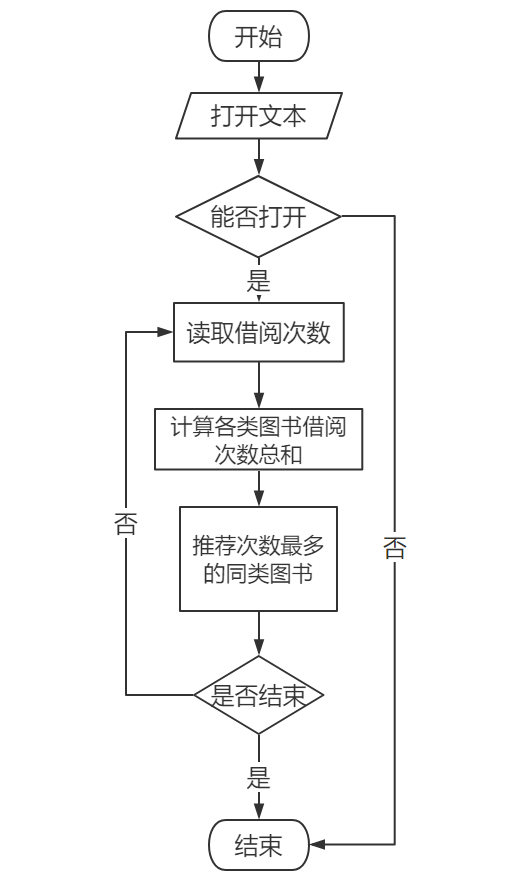 开始
打开文本
能否打开
是
读取借阅次数
计算各类图书借阅
次数总和
否
推荐次数最多
的同类图书
否
是否结束
是
结束